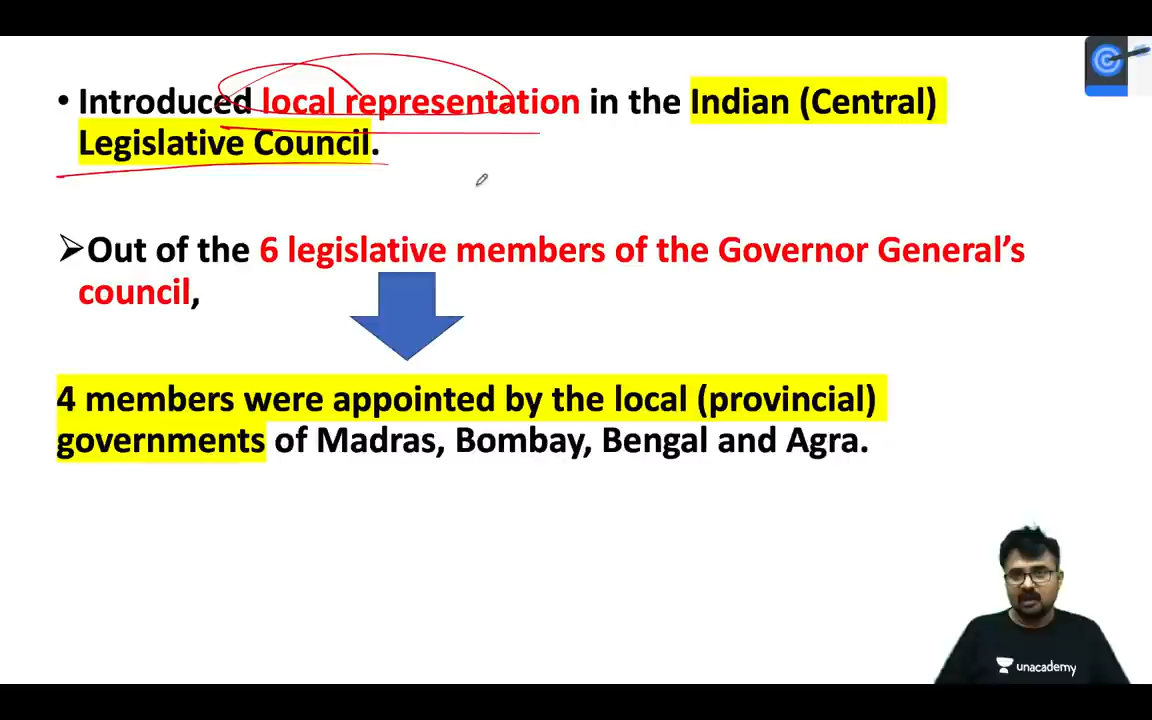 • Introduced local representation in the Indian (Central)
Legislative Council.
➢Out of the 6 legislative members of the Governor General’s
council,
4 members were appointed by the local (provincial)
governments of Madras, Bombay, Bengal and Agra.
unacademy